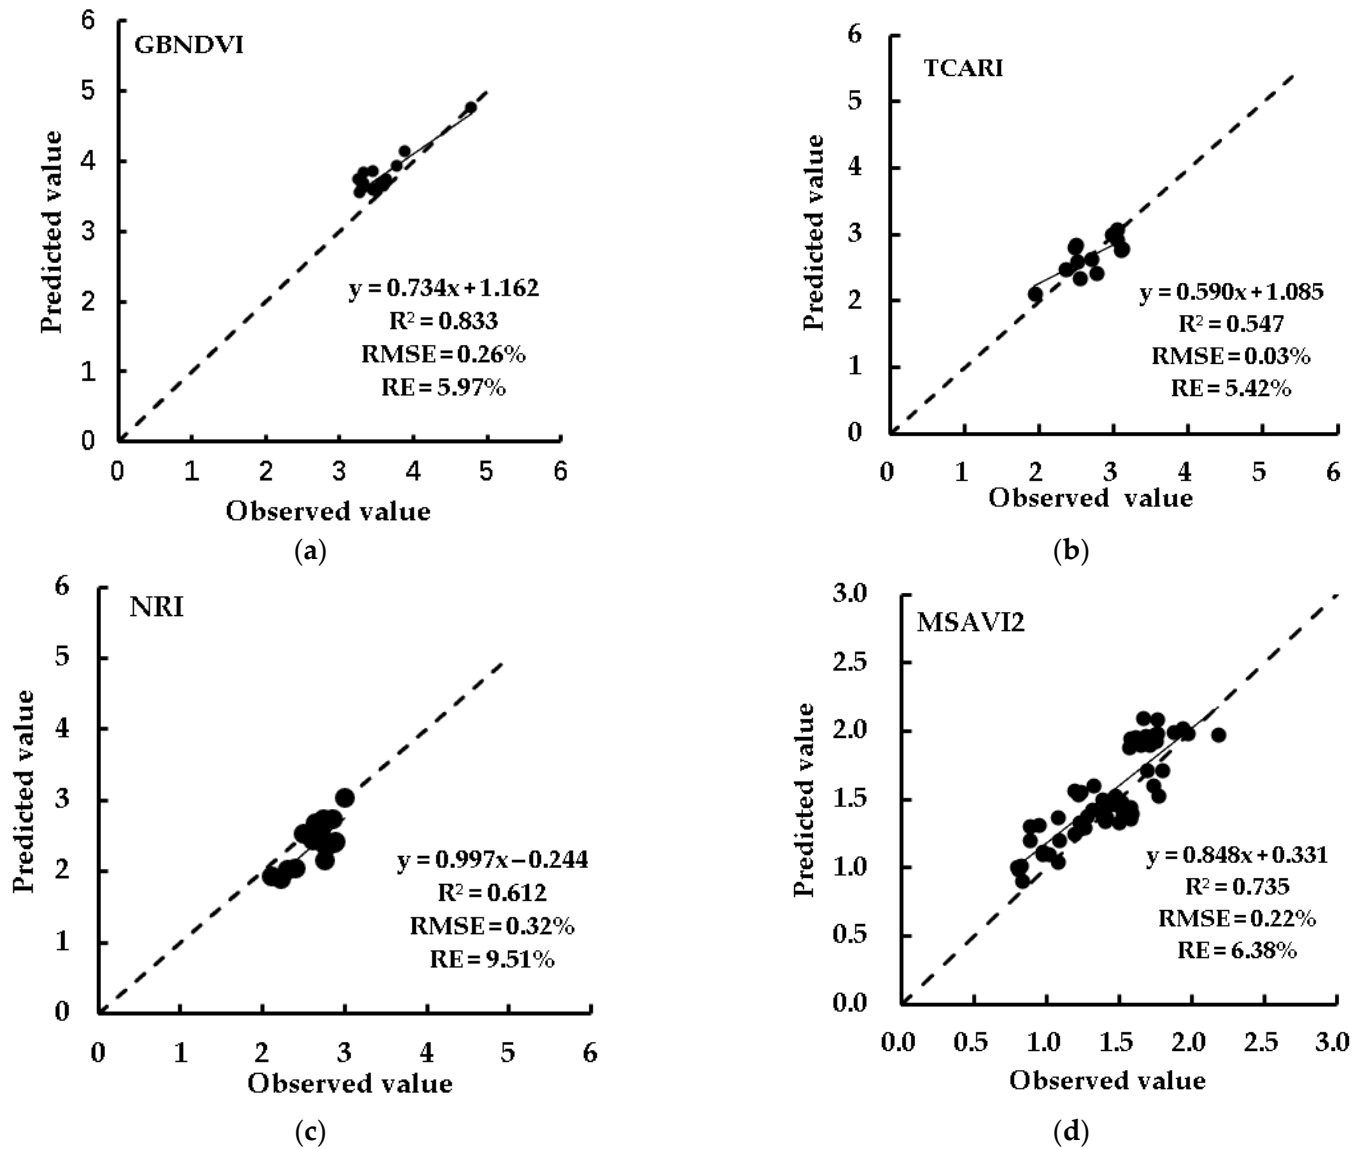 GBNDVI
6
5
4
3
2
1
0
Predicted value
y = 0.734x + 1.162
R² = 0.833
RMSE = 0.26%
RE = 5.97%
0 1 2 3 4 5 6
Observed value
(a)
TCARI
6
5
4
3
2
1
0
Predicted value
y = 0.590x + 1.085
R² = 0.547
RMSE = 0.03%
RE = 5.42%
0 1 2 3 4 5 6
Observed value
(b)
NRI
6
5
4
3
2
1
0
Predicted value
y = 0.997x − 0.244
R² = 0.612
RMSE = 0.32%
RE = 9.51%
0 1 2 3 4 5 6
Observed value
(c)
MSAVI2
3.0
2.5
2.0
1.5
1.0
0.5
0.0
Predicted value
y = 0.848x + 0.331
R² = 0.735
RMSE = 0.22%
RE = 6.38%
0.0 0.5 1.0 1.5 2.0 2.5 3.0
Observed value
(d)